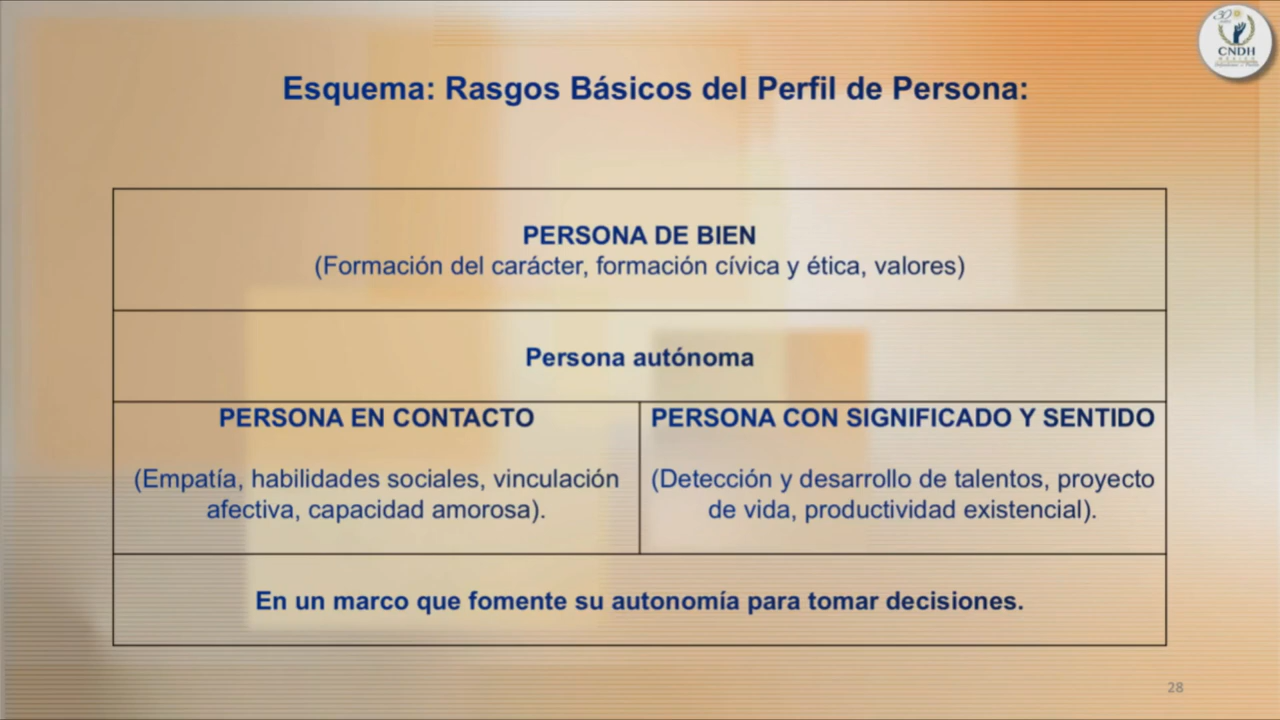 30
CNDH
MÉXICO
Esquema: Rasgos Básicos del Perfil de Persona:
PERSONA DE BIEN
(Formación del carácter, formación cívica y ética, valores)
Persona autónoma
PERSONA EN CONTACTO
(Empatía, habilidades sociales, vinculación
afectiva, capacidad amorosa).
PERSONA CON SIGNIFICADO Y SENTIDO
(Detección y desarrollo de talentos, proyecto
de vida, productividad existencial).
En un marco que fomente su autonomía para tomar decisiones.
28